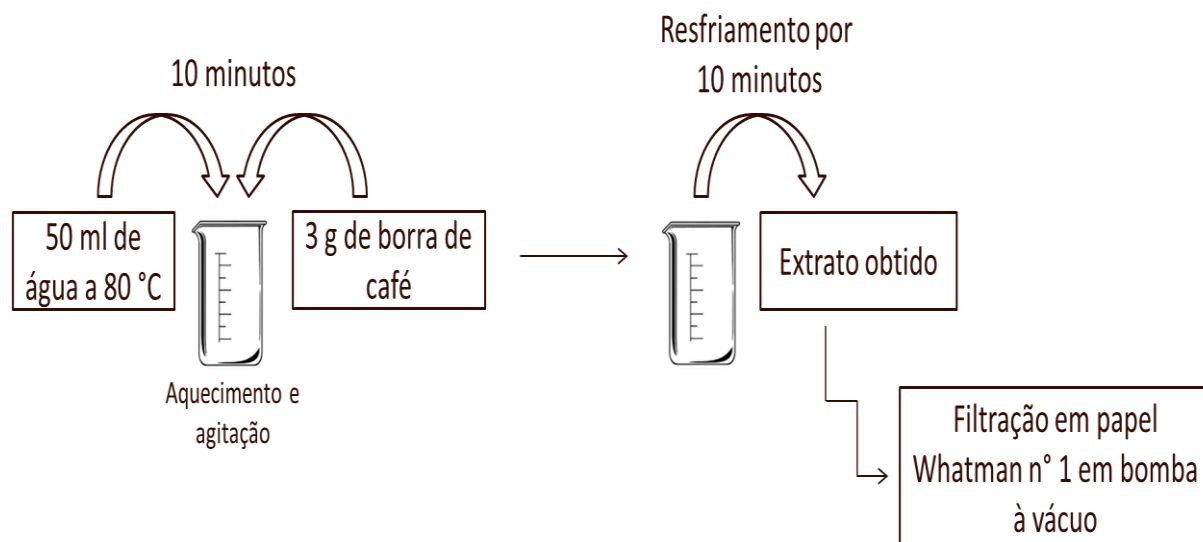 10 minutos
50 ml de
água a 80 °C
3 g de borra de
café
Aquecimento e
agitação
Resfriamento por
10 minutos
Extrato obtido
Filtração em papel
Whatman n° 1 em bomba
à vácuo